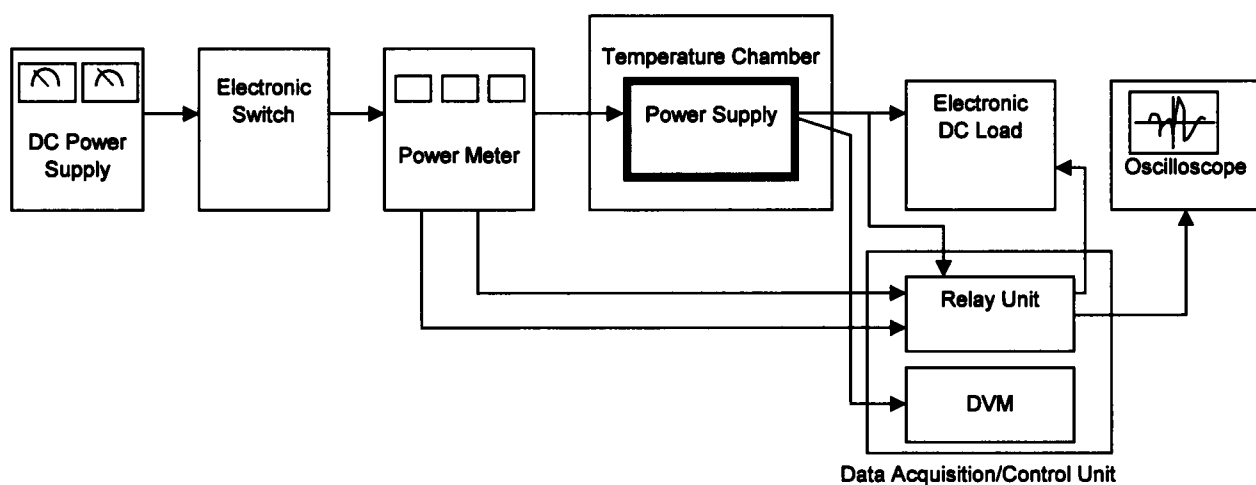 DC Power
Supply
Electronic
Switch
Power Meter
Temperature Chamber
Power Supply
Electronic
DC Load
Oscilloscope
Relay Unit
DVM
Data Acquisition/Control Unit